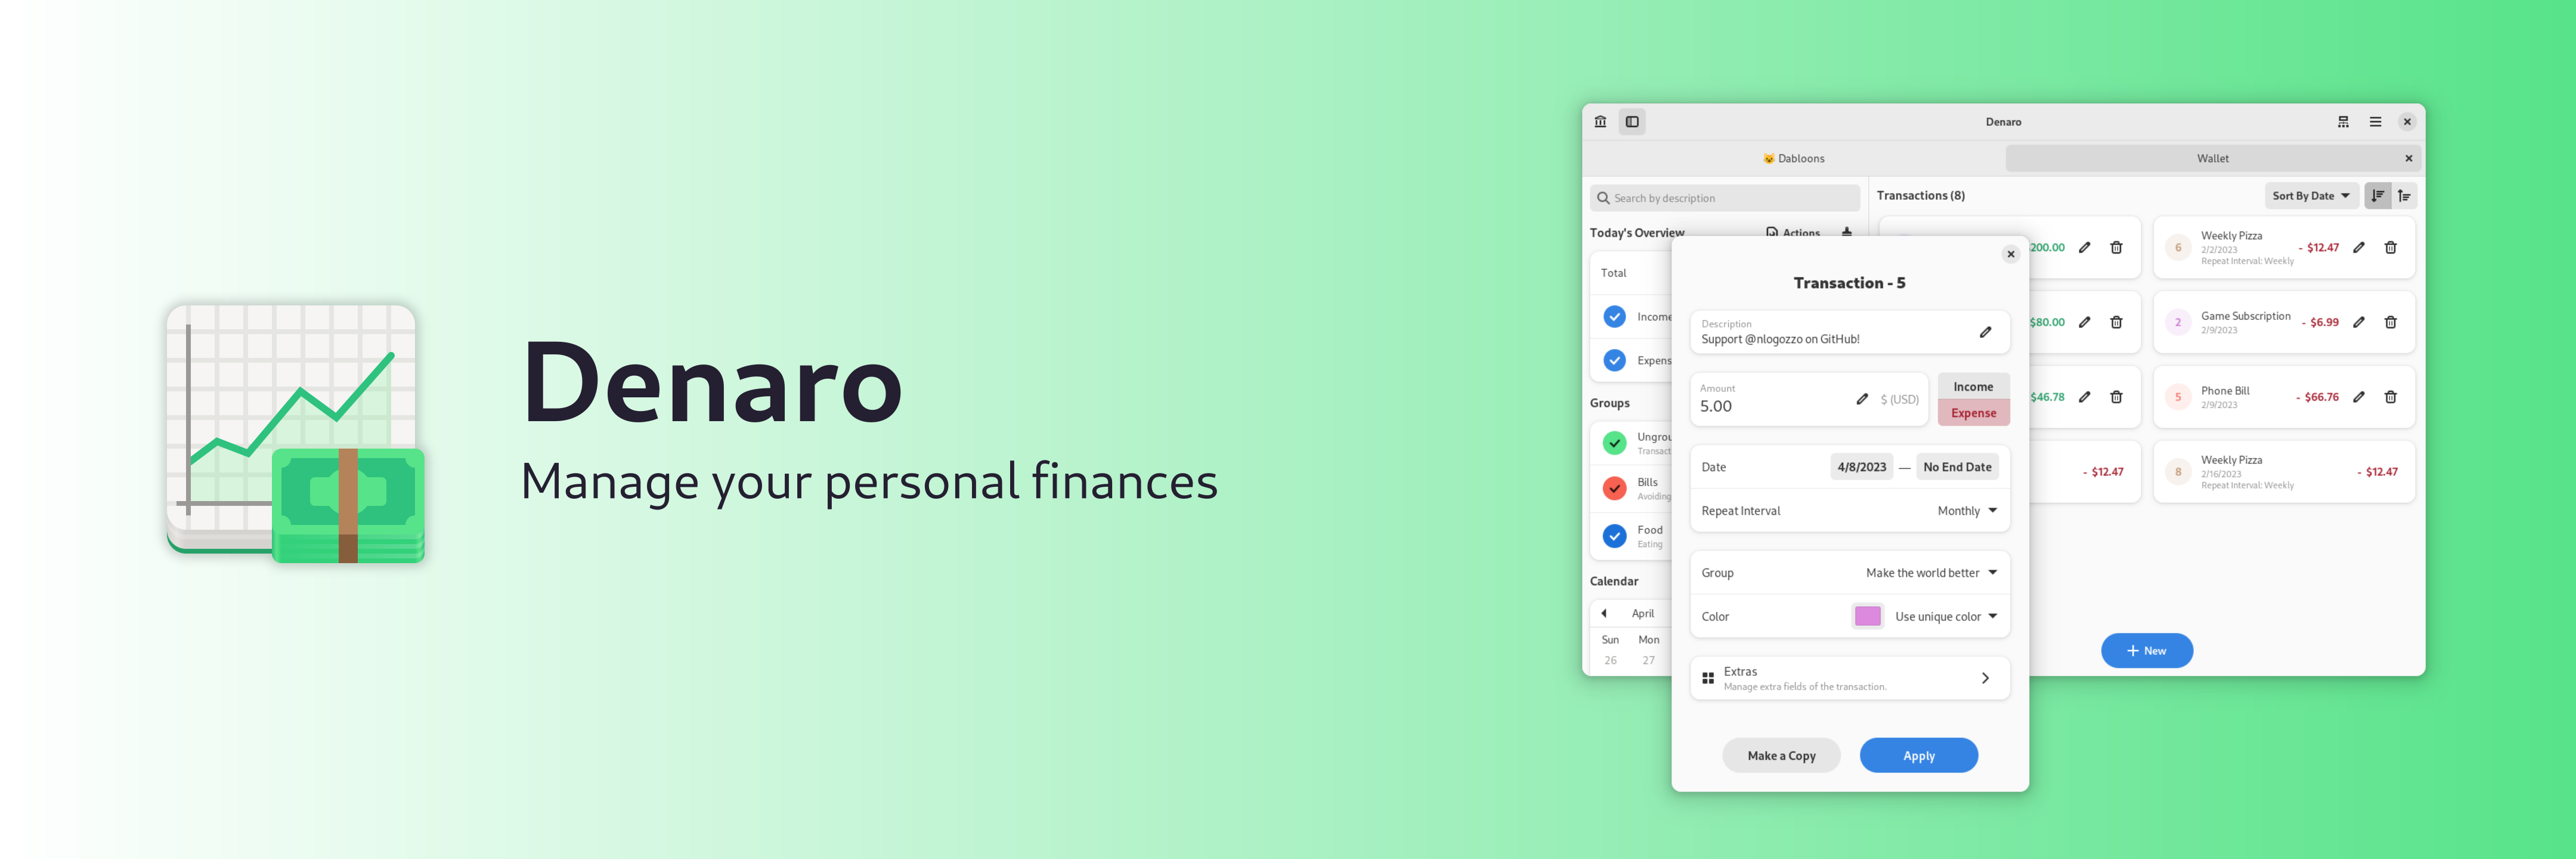 Denaro
Manage your personal finances
Denaro
😺 Dabloons
Wallet
Search by description
Transactions (8)
Sort By Date
Today's Overview
Actions
Total
Income
Groups
Bills
Avoiding
Food
Eating
Calendar
April
Sun Mon
26 27
200.00
$80.00
$46.78
- $12.47
6
Weekly Pizza
2/2/2023
Repeat Interval: Weekly
- $12.47
2
Game Subscription
2/9/2023
- $6.99
5
Phone Bill
2/9/2023
- $66.76
8
Weekly Pizza
2/16/2023
Repeat Interval: Weekly
- $12.47
+ New
Transaction - 5
Description
Support @nlogozzo on GitHub!
Amount
5.00
$ (USD)
Income
Expense
Date
4/8/2023 — No End Date
Repeat Interval
Monthly
Group
Make the world better
Color
Use unique color
Extras
Manage extra fields of the transaction.
Make a Copy
Apply